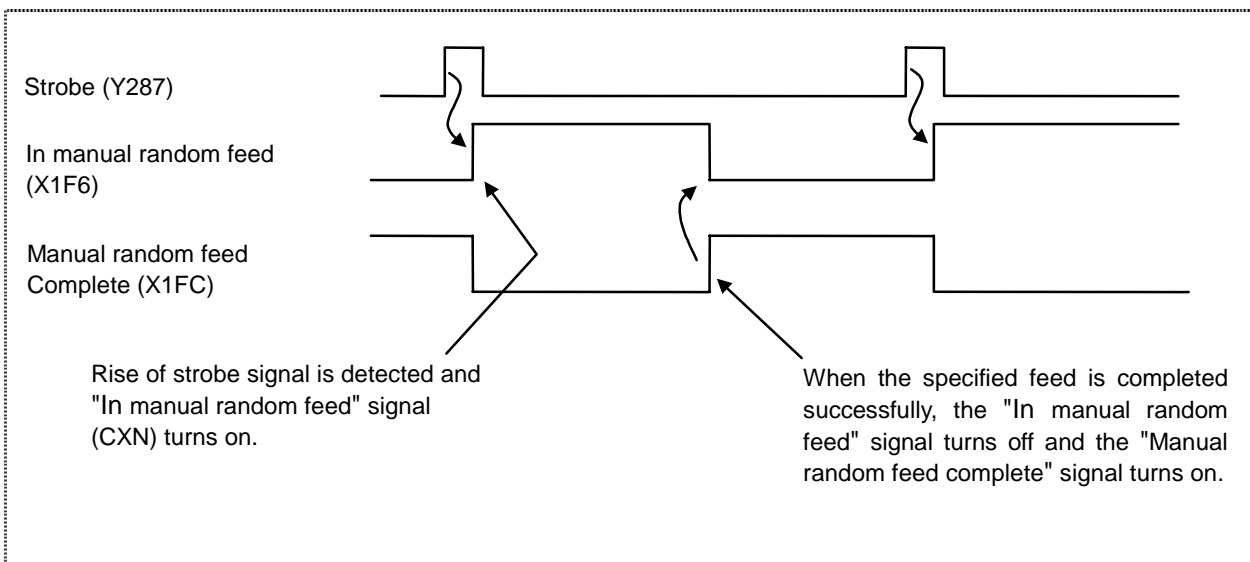 Strobe (Y287)
In manual random feed
(X1F6)
Manual random feed
Complete (X1FC)
Rise of strobe signal is detected and
"In manual random feed" signal
(CXN) turns on.
When the specified feed is completed
successfully, the "In manual random
feed" signal turns off and the "Manual
random feed complete" signal turns on.